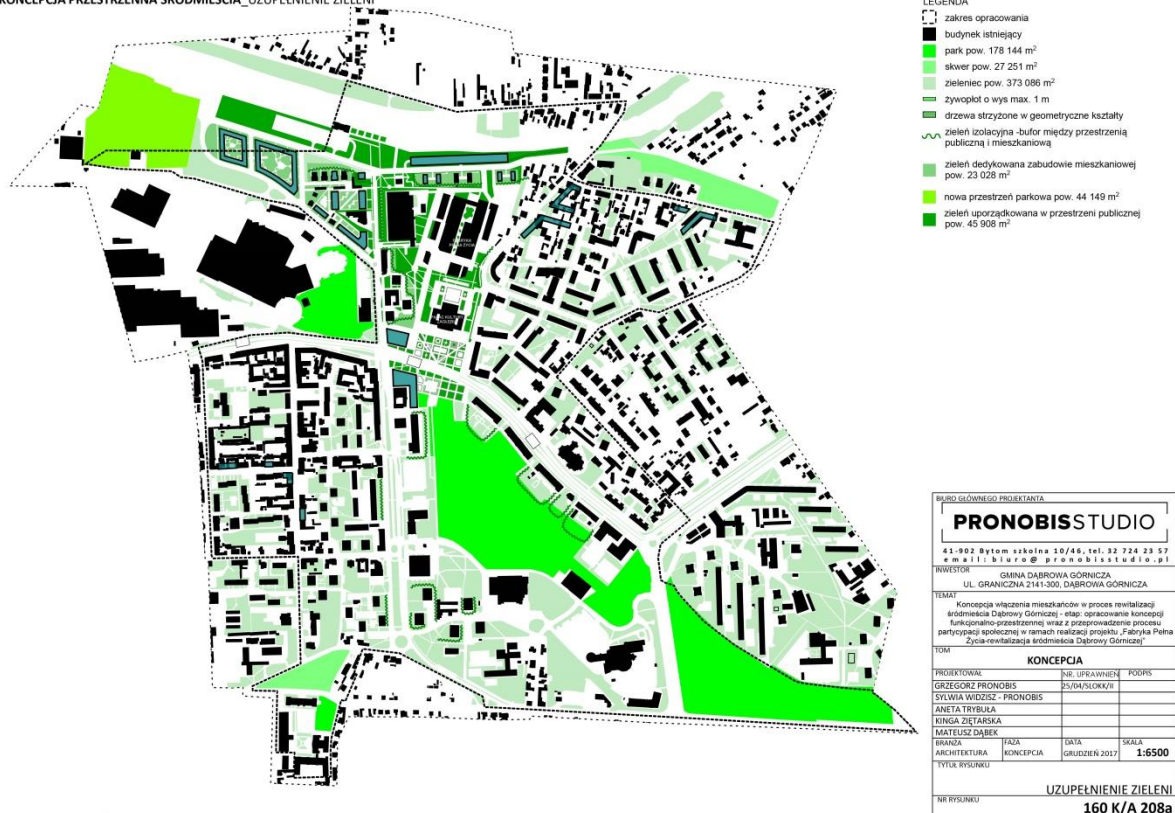 KONCEPCJA PRZESTRZENNA ŚRÓDMIEŚCIA_UZUPEŁNIENIE ZIELENI
LEGENDA
zakres opracowania
budynek istniejący
park pow. 178 144 m²
skwer pow. 27 251 m²
zieleniec pow. 373 086 m²
żywopłot o wys max. 1 m
drzewa strzyżone w geometryczne kształty
zieleń izolacyjna -bufor między przestrzenią
publiczną i mieszkaniową
zieleń dedykowana zabudowie mieszkaniowej
pow. 23 028 m²
nowa przestrzeń parkowa pow. 44 149 m²
zieleń uporządkowana w przestrzeni publicznej
pow. 45 908 m²
BIURO GŁÓWNEGO PROJEKTANTA
PRONOBISSTUDIO
41-902 Bytom szkolna 10/46, tel. 32 724 23 57
email: biuro@pronobisstudio.pl
INWESTOR
GMINA DĄBROWA GÓRNICZA
UL. GRANICZNA 2141-300, DĄBROWA GÓRNICZA
TEMAT
Koncepcja włączenia mieszkańców w proces rewitalizacji
śródmieścia Dąbrowy Górniczej - etap: opracowanie koncepcji
funkcjonalno-przestrzennej wraz z przeprowadzenie procesu
partycypacji społecznej w ramach realizacji projektu „Fabryka Pełna
Życia-rewitalizacja śródmieścia Dąbrowy Górniczej"
TOM
KONCEPCJA
PROJEKTOWAŁ NR. UPRAWNIEŃ PODPIS
GRZEGORZ PRONOBIS 25/04/SLOKK/II
SYLWIA WIDZISZ - PRONOBIS
ANETA TRYBUŁA
KINGA ZIĘTARSKA
MATEUSZ DĄBEK
BRANŻA FAZA DATA SKALA
ARCHITEKTURA KONCEPCJA GRUDZIEŃ 2017 1:6500
TYTUŁ RYSUNKU
UZUPEŁNIENIE ZIELENI
NR RYSUNKU
160 K/A 208a